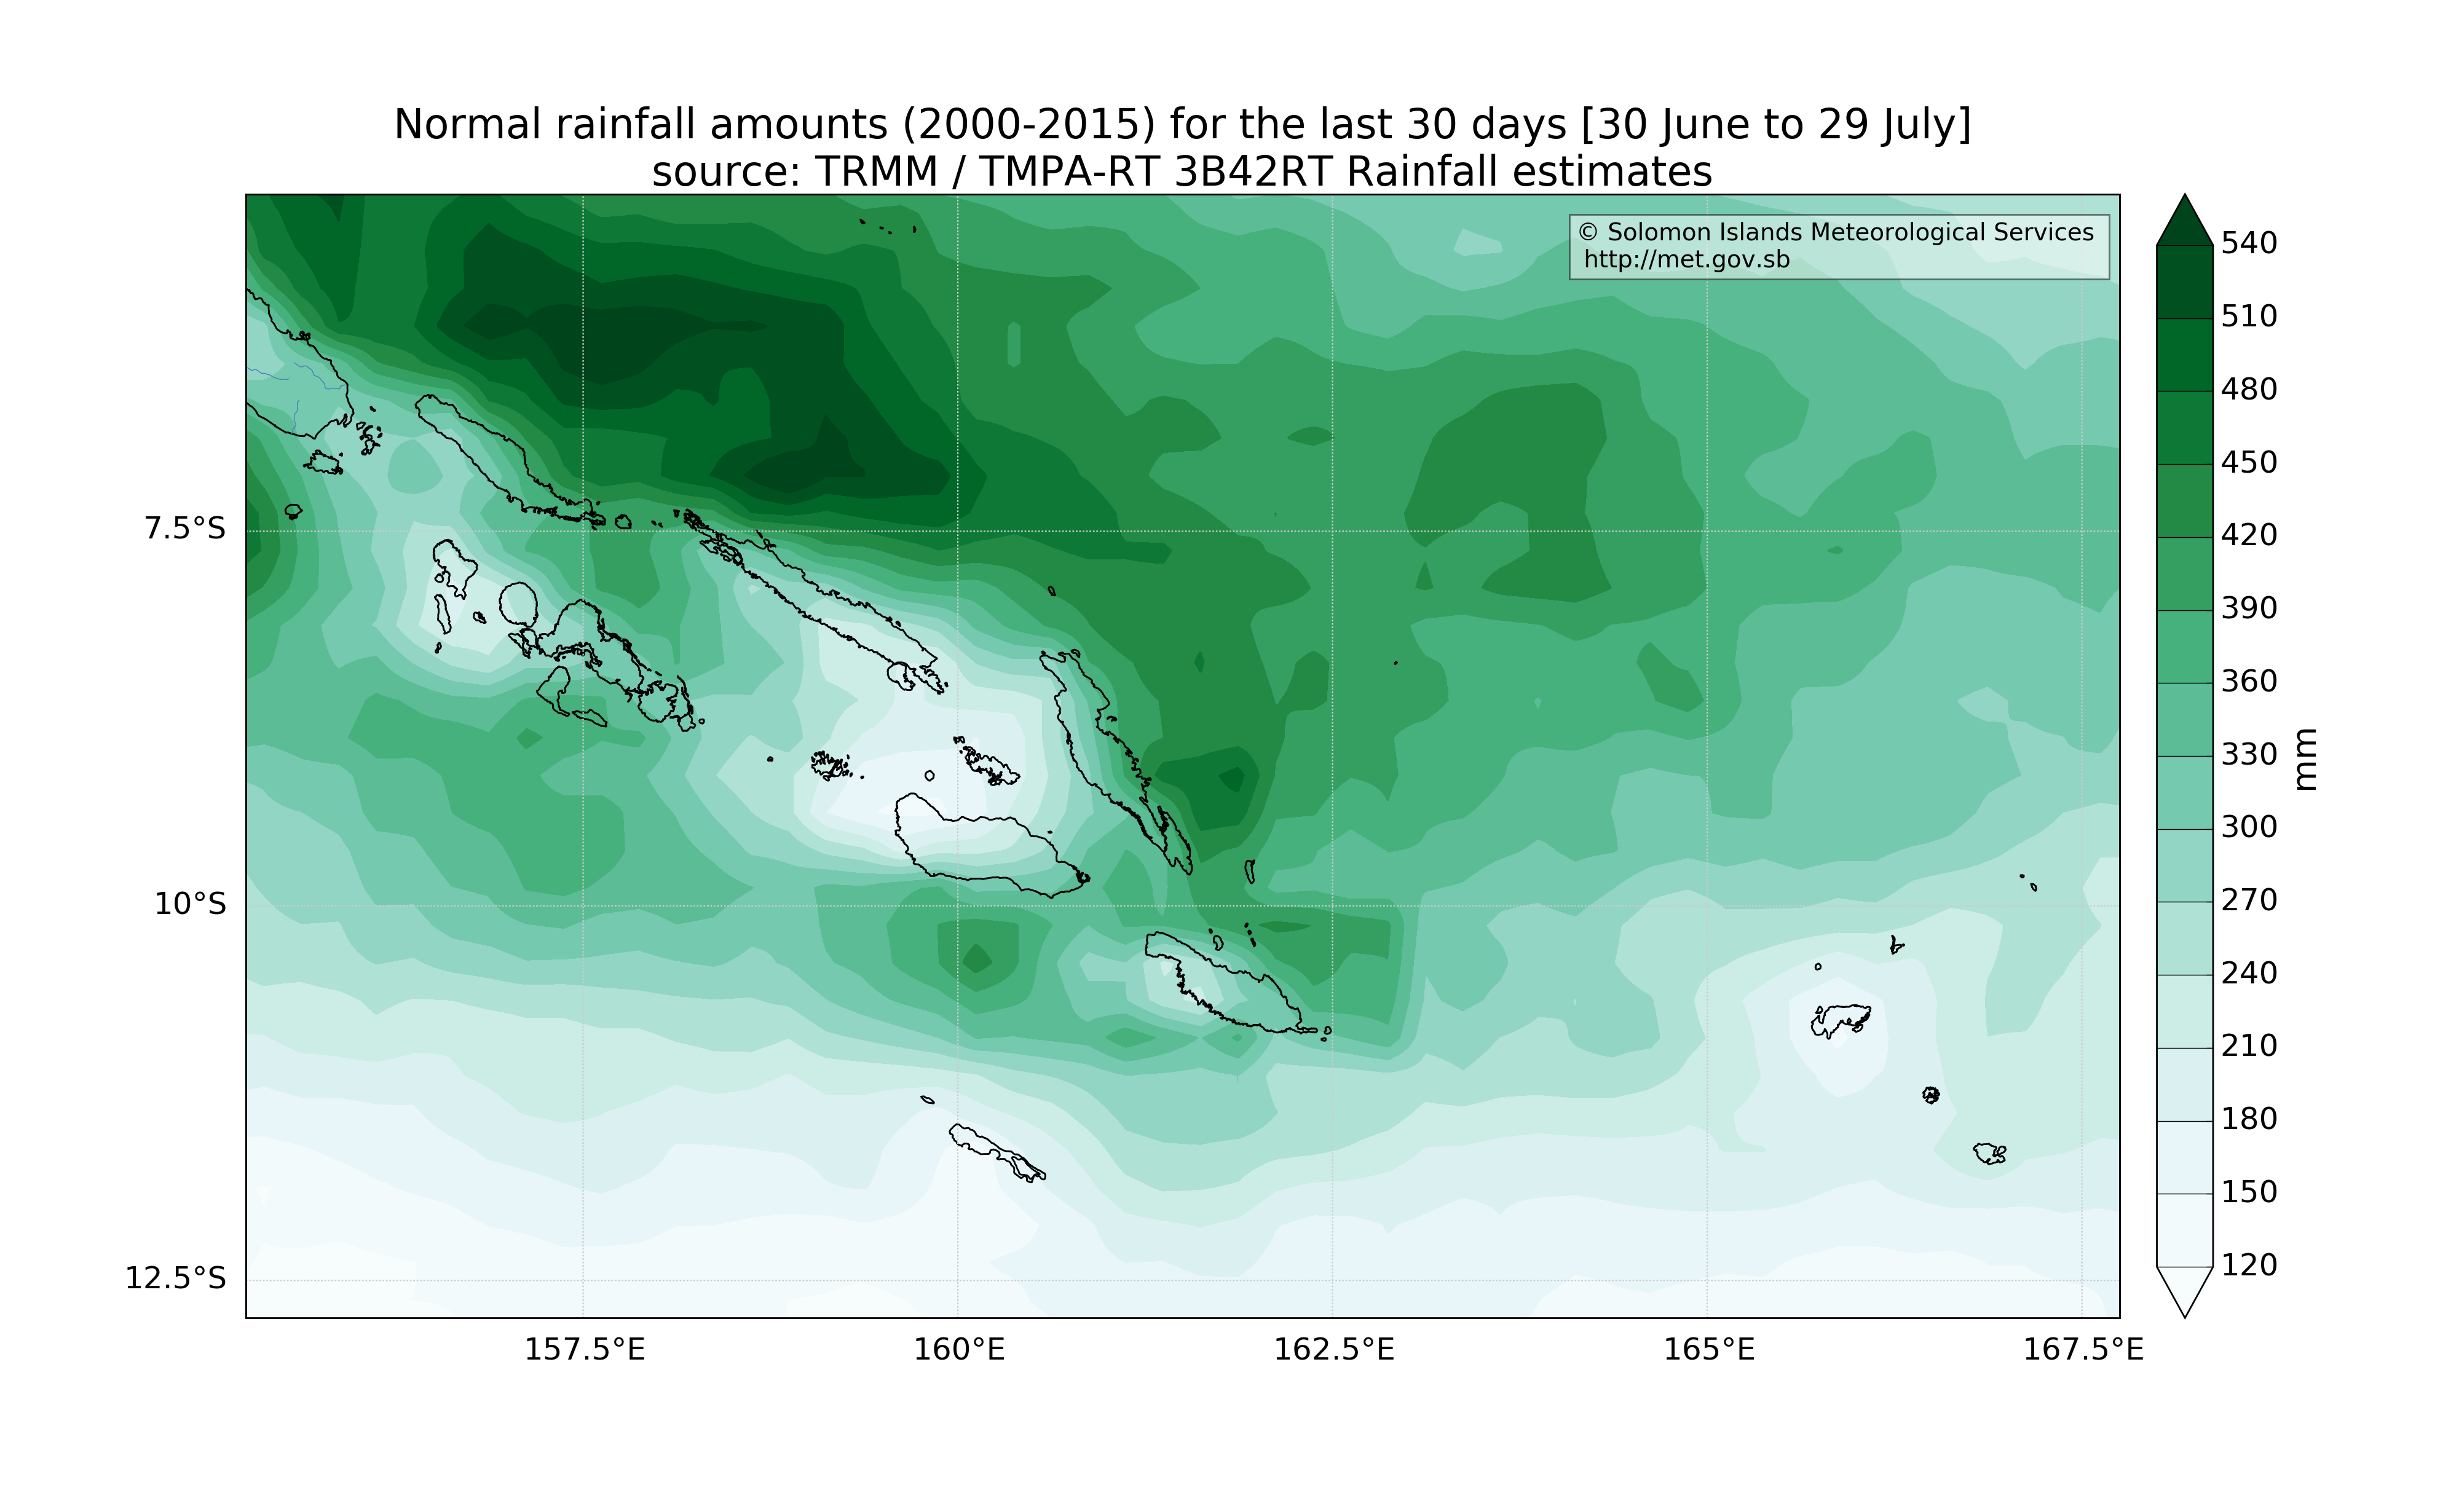 Normal rainfall amounts (2000-2015) for the last 30 days [30 June to 29 July]
source: TRMM / TMPA-RT 3B42RT Rainfall estimates
© Solomon Islands Meteorological Services
http://met.gov.sb
7.5°S
10°S
12.5°S
157.5°E
160°E
162.5°E
165°E
167.5°E
540
510
480
450
420
390
360
330
300
270
240
210
180
150
120
mm